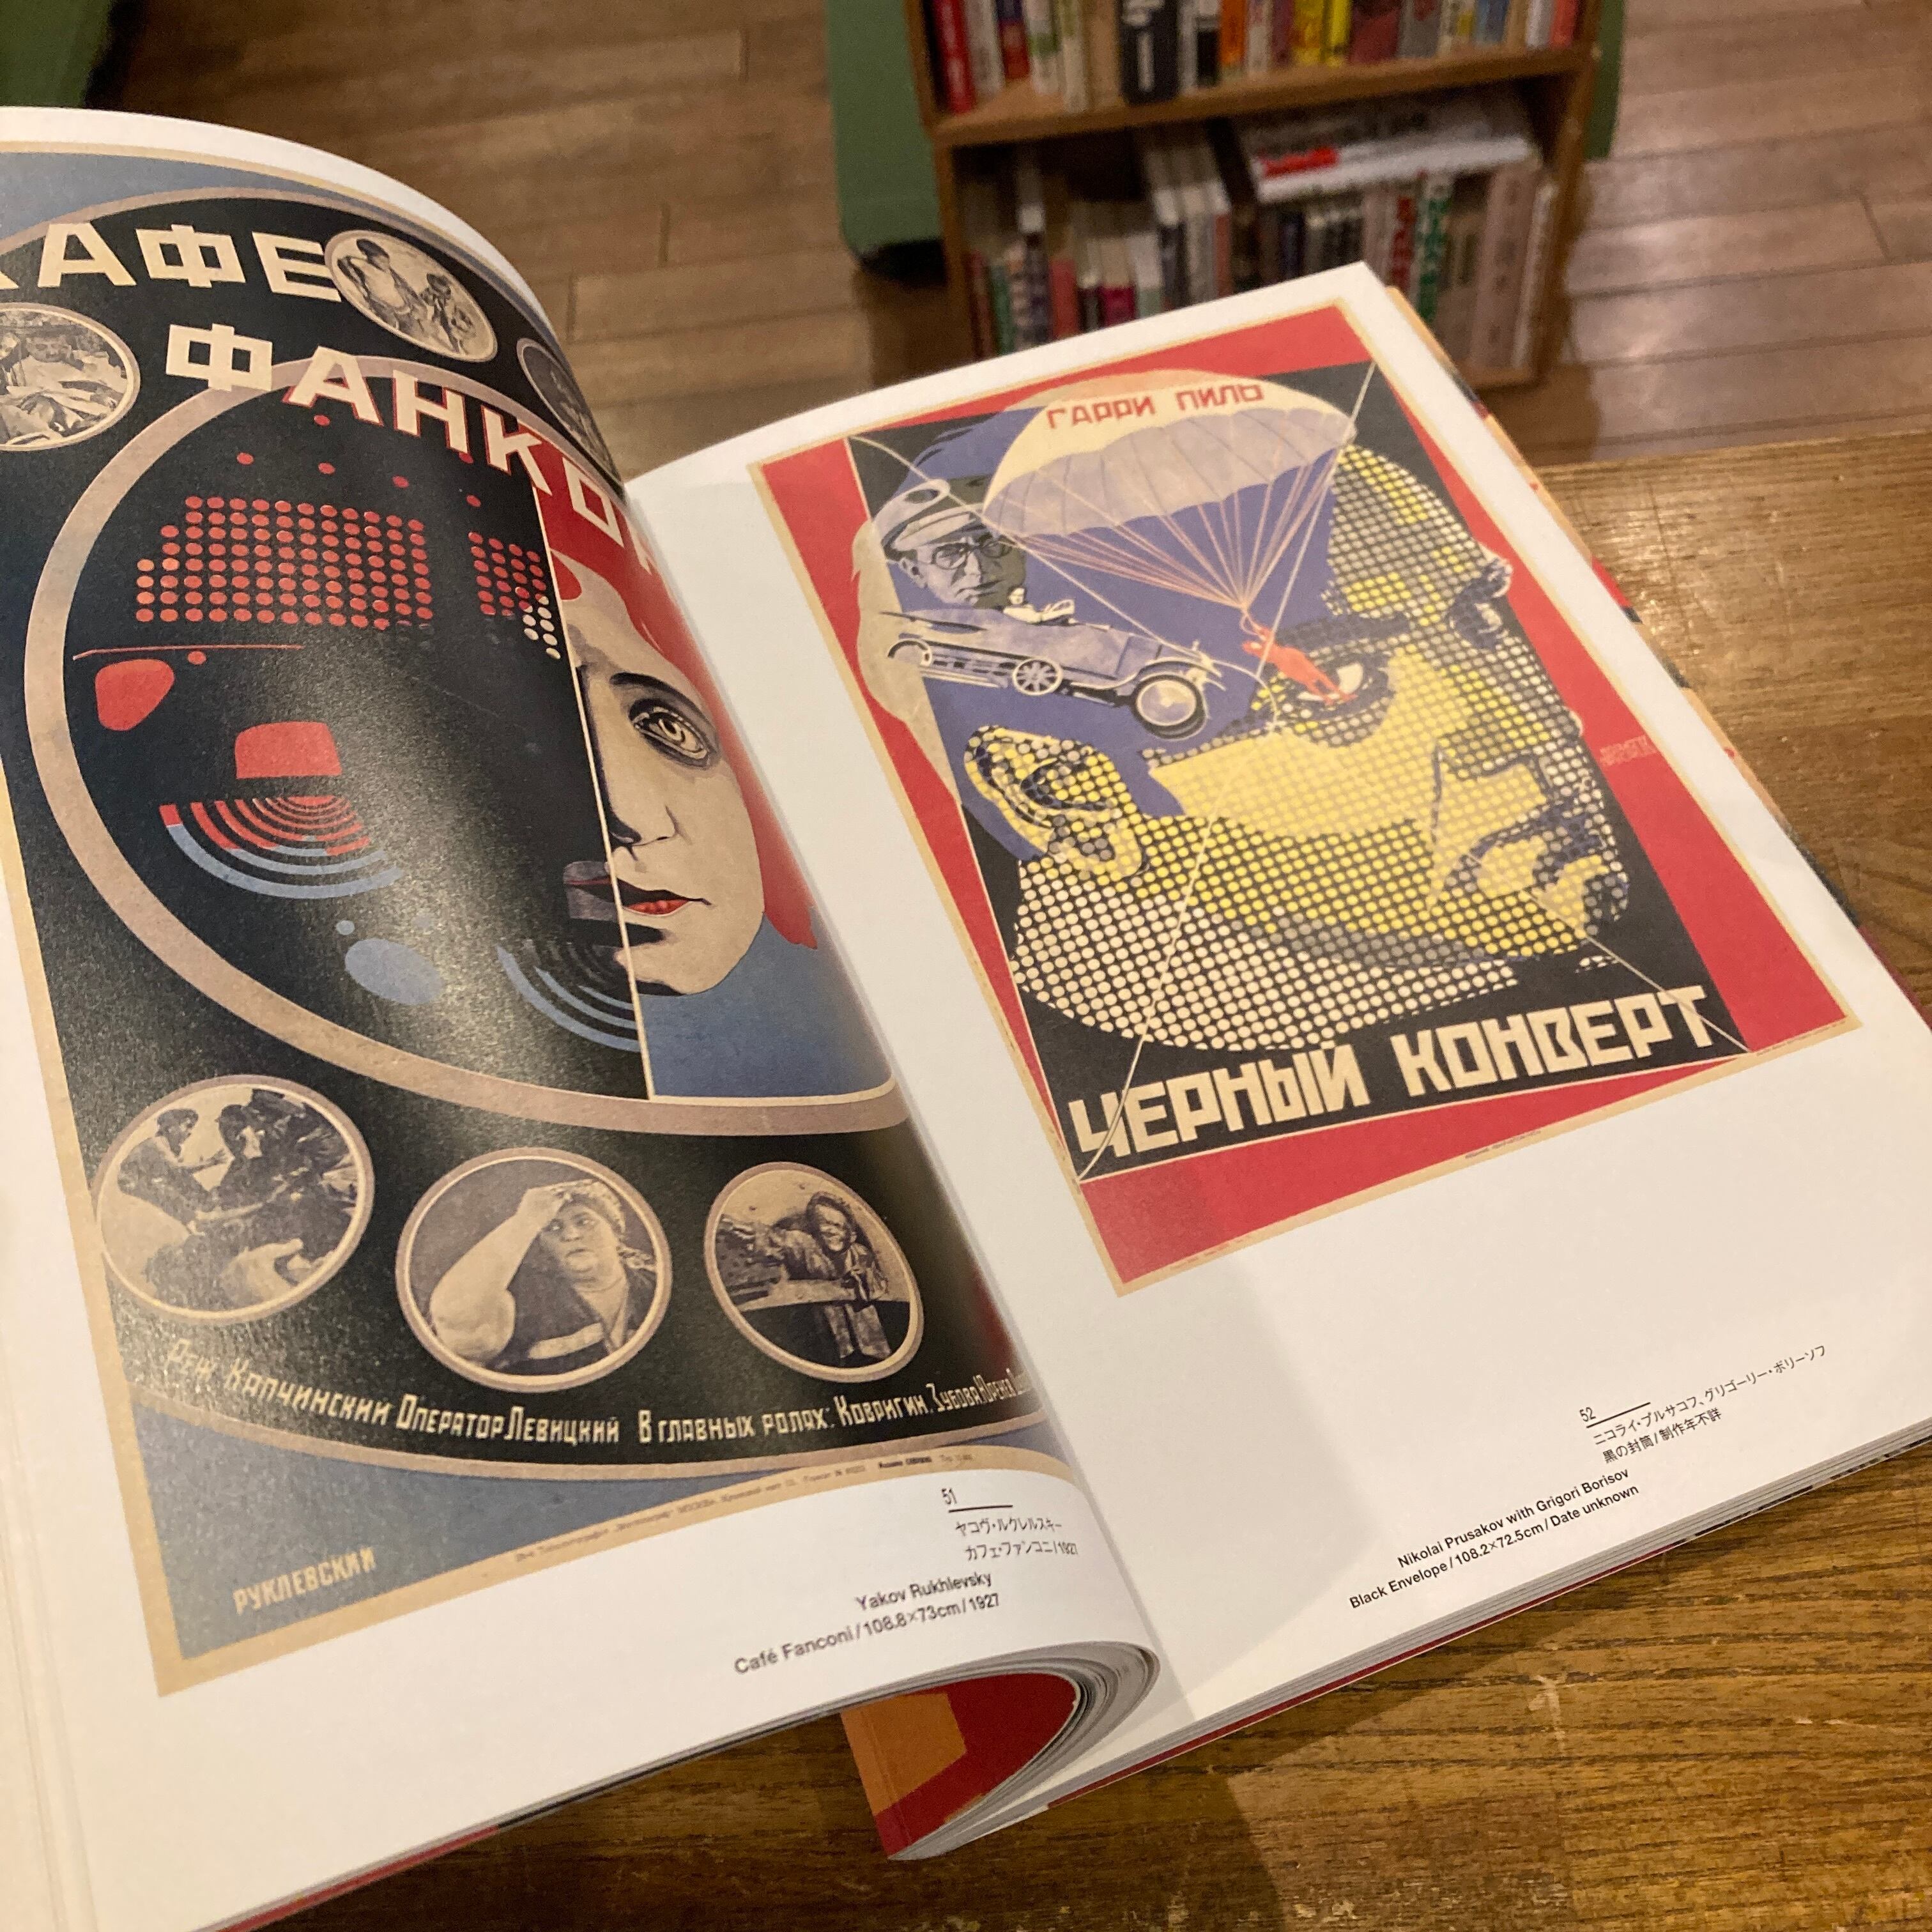 КАФЕ
ФАНКО
Реж. Капчинский Оператор Левицкий В главных ролях: Ковригин, Зубова,
РУКЛЕВСКИЙ
51
ヤコヴ・ルクレルスキー
カフェ・ファンコニ/1927
Yakov Rukhlevsky
Café Fanconi/108.8×73cm/1927
ГАРРИ ПИЛЬ
ЧЕРНЫЙ КОНВЕРТ
52
ニコライ・プルサコフ、グリゴーリー・ボリーソフ
黒の封筒/制作年不詳
Nikolai Prusakov with Grigori Borisov
Black Envelope/108.2×72.5cm/Date unknown